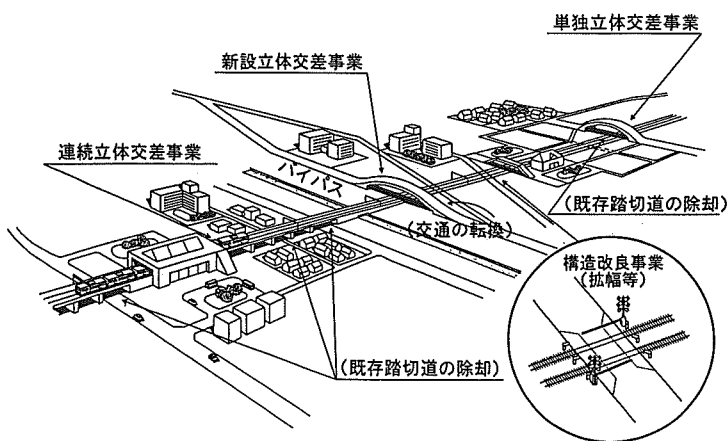 単独立体交差事業
新設立体交差事業
連続立体交差事業
バイパス
(既存踏切道の除却)
(交通の転換)
構造改良事業
(拡幅等)
(既存踏切道の除却)